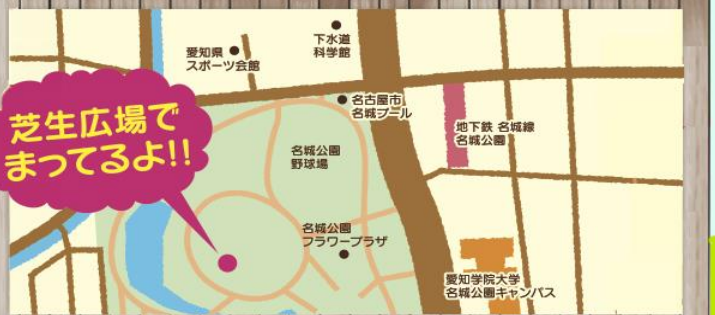 下水道
科学館
愛知県
スポーツ会館
芝生広場で
まってるよ!!
名古屋市
名城プール
地下鉄 名城線
名城公園
名城公園
野球場
名城公園
フラワープラザ
愛知学院大学
名城公園キャンパス